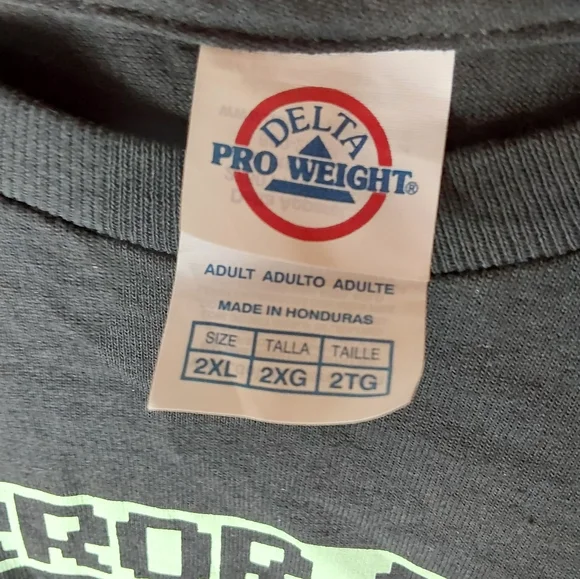 DELTA
PRO WEIGHT®
ADULT ADULTO ADULTE
MADE IN HONDURAS
SIZE TALLA TAILLE
2XL 2XG 2TG